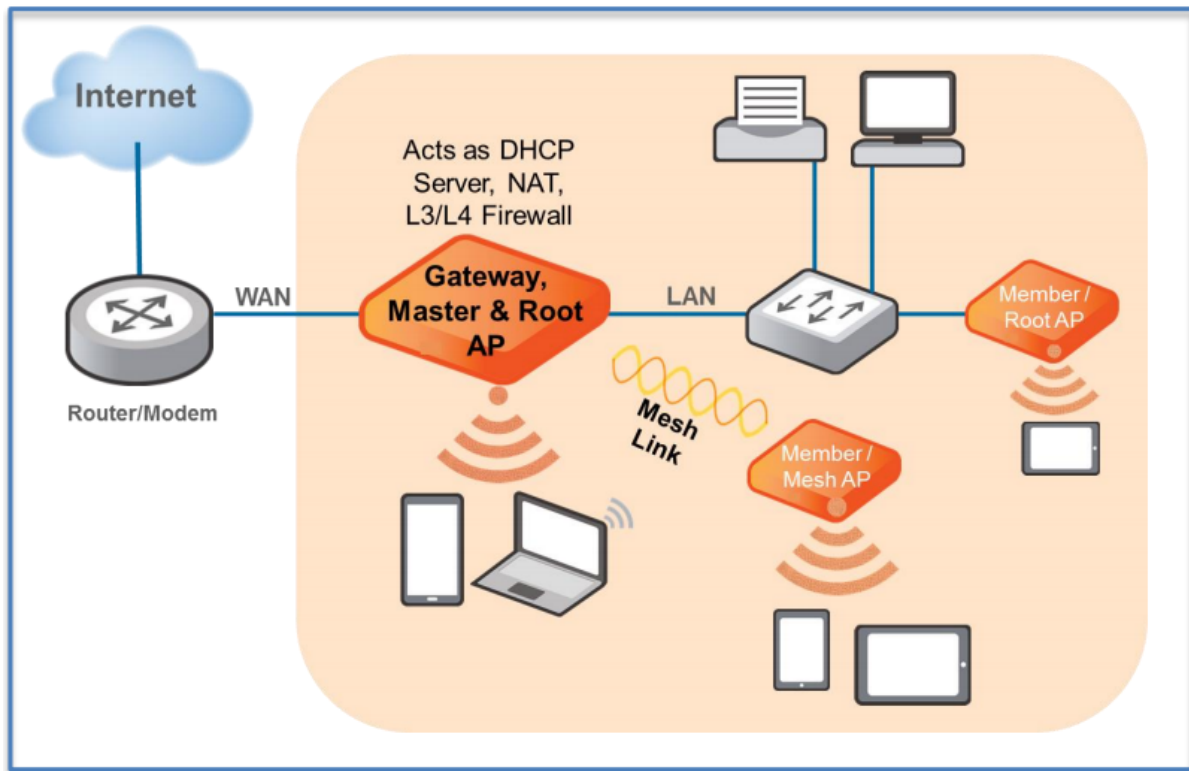 Internet
Acts as DHCP
Server, NAT,
L3/L4 Firewall
WAN
Gateway,
Master & Root
AP
LAN
Member /
Root AP
Router/Modem
Mesh
Link
Member /
Mesh AP